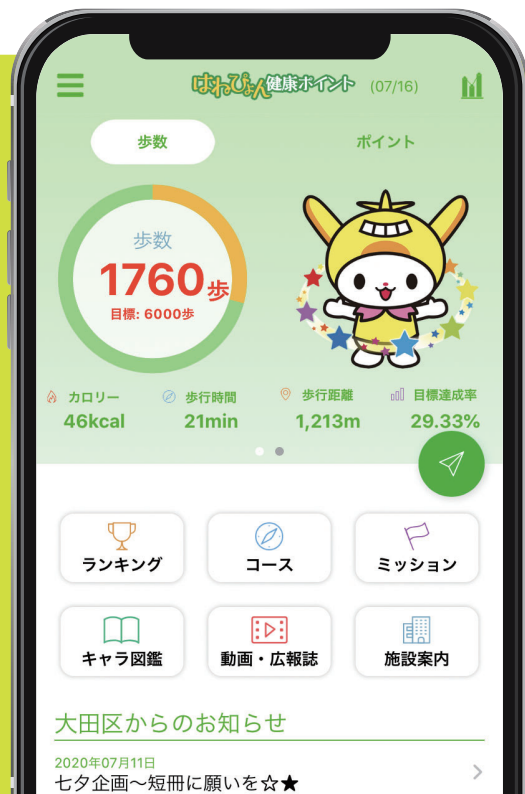 はねぴょん健康ポイント (07/16)
歩数 ポイント
歩数
1760歩
目標: 6000歩
カロリー 歩行時間 歩行距離 目標達成率
46kcal 21min 1,213m 29.33%
ランキング コース ミッション
キャラ図鑑 動画・広報誌 施設案内
大田区からのお知らせ
2020年07月11日
七夕企画〜短冊に願いを☆★